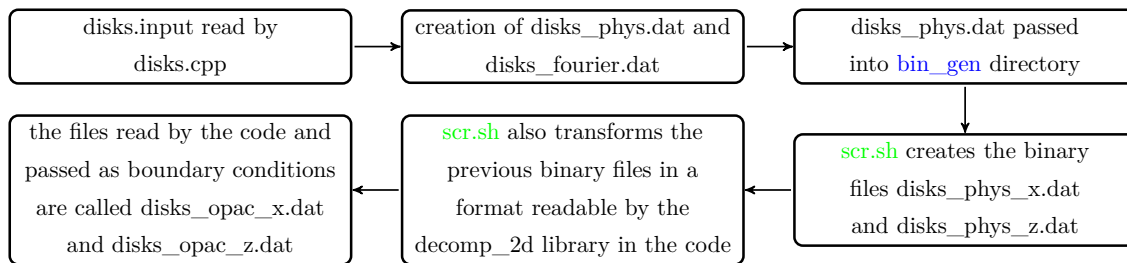 disks.input read by
disks.cpp
creation of disks_phys.dat and
disks_fourier.dat
disks_phys.dat passed
into bin_gen directory
scr.sh creates the binary
files disks_phys_x.dat
and disks_phys_z.dat
scr.sh also transforms the
previous binary files in a
format readable by the
decomp_2d library in the code
the files read by the code and
passed as boundary conditions
are called disks_opac_x.dat
and disks_opac_z.dat